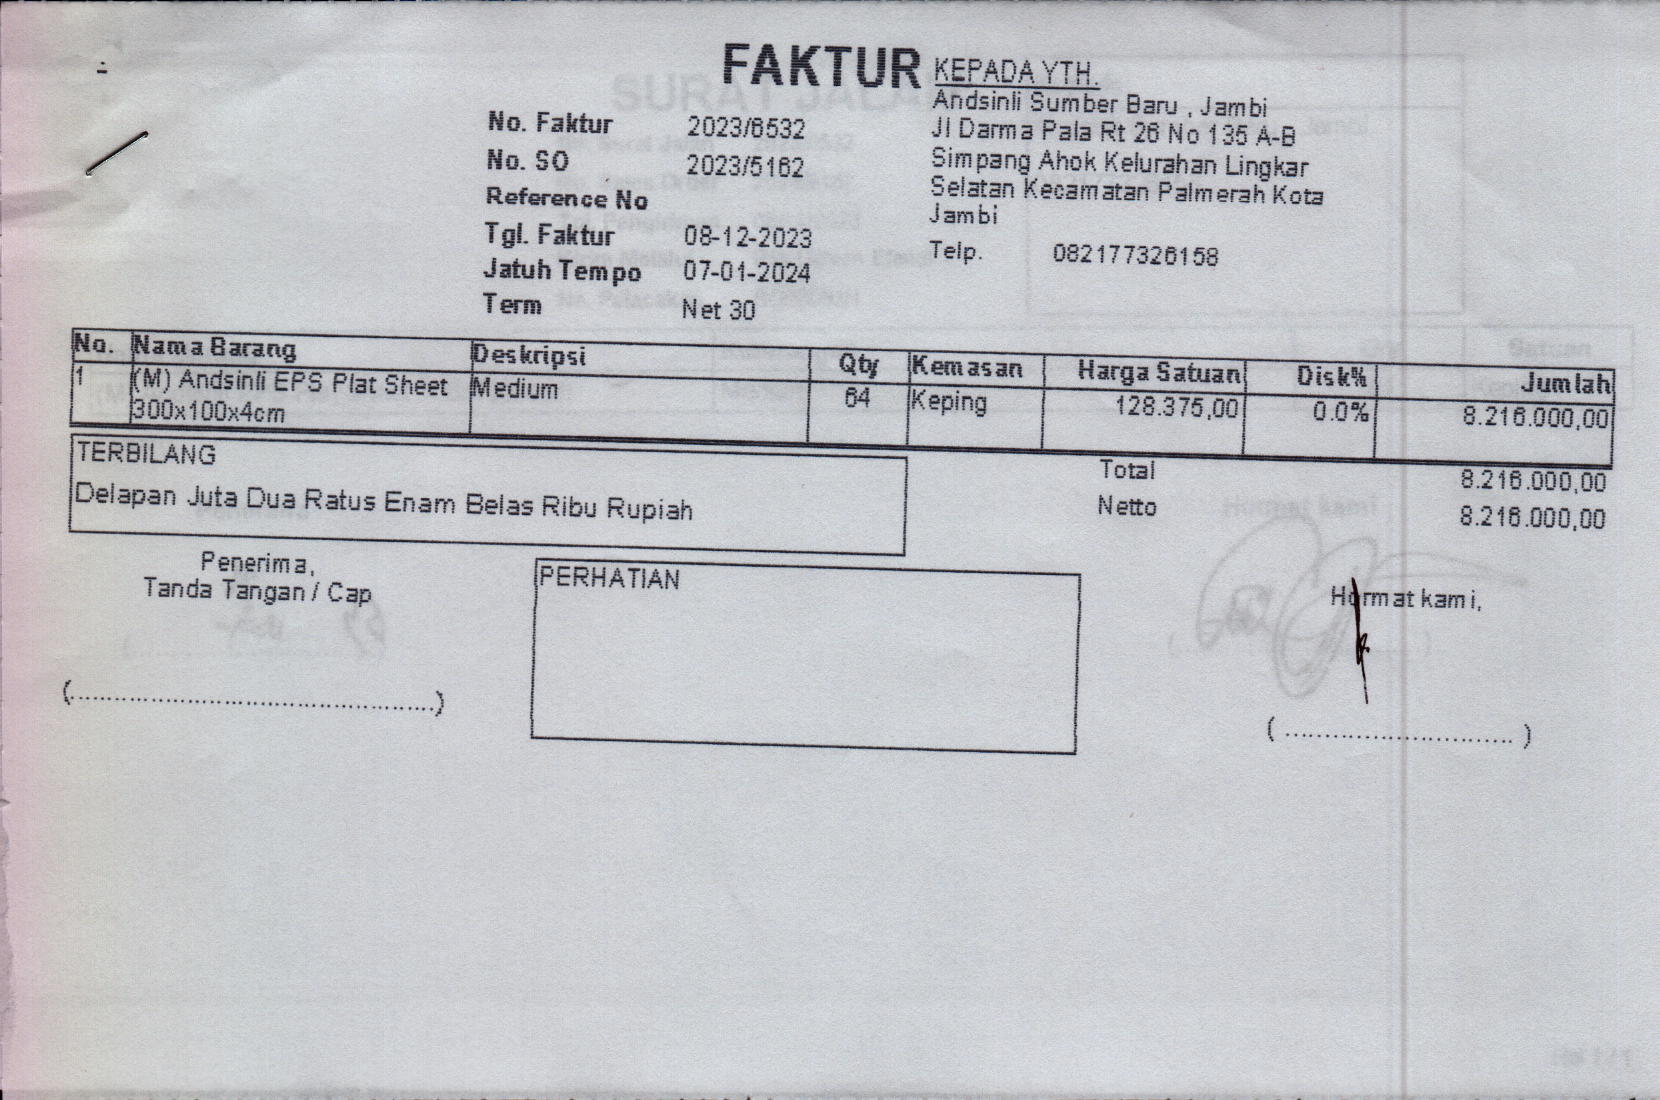 FAKTUR
No. Faktur 2023/6532
No. SO 2023/5162
Reference No
Tgl. Faktur 08-12-2023
Jatuh Tempo 07-01-2024
Term Net 30
KEPADA YTH.
Andsinli Sumber Baru , Jambi
Jl Darma Pala Rt 26 No 135 A-B
Simpang Ahok Kelurahan Lingkar
Selatan Kecamatan Palmerah Kota
Jambi
Telp. 082177326158
No. Nama Barang Deskripsi Qty Kemasan Harga Satuan Disk% Jumlah
1 (M) Andsinli EPS Plat Sheet Medium 64 Keping 128.375,00 0.0% 8.216.000,00
300x100x4cm
TERBILANG
Delapan Juta Dua Ratus Enam Belas Ribu Rupiah
Total 8.216.000,00
Netto 8.216.000,00
Penerima,
Tanda Tangan / Cap
(..................................................)
PERHATIAN
Hormat kami,
( ............................. )